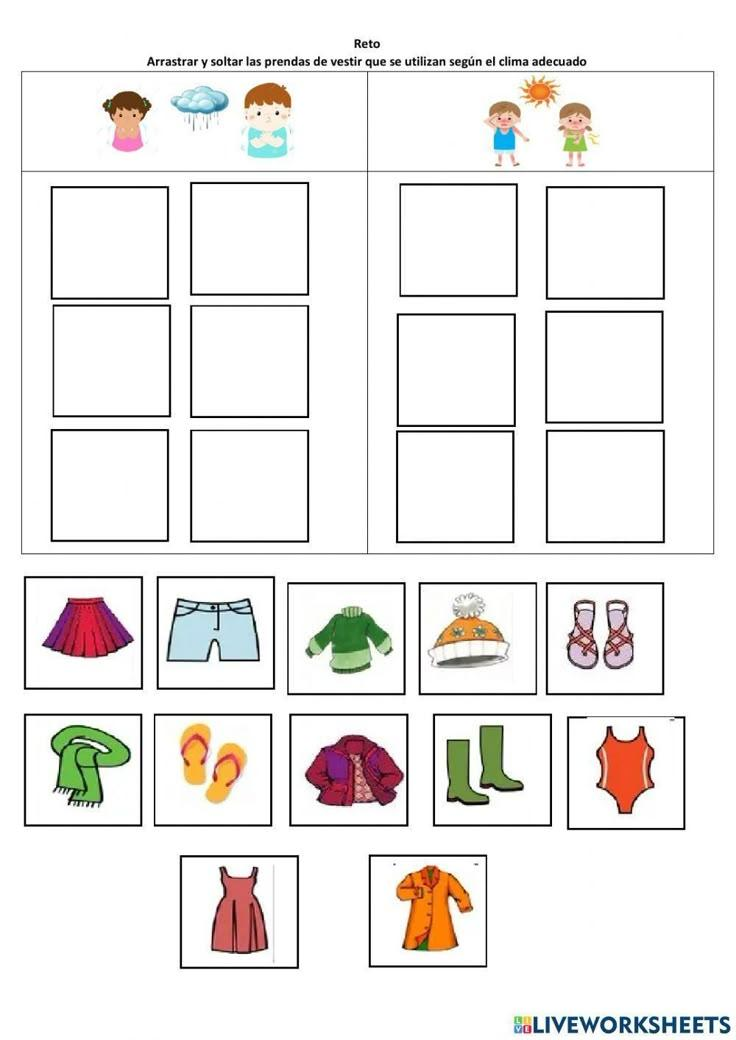 Reto
Arrastrar y soltar las prendas de vestir que se utilizan según el clima adecuado
LIVEWORKSHEETS